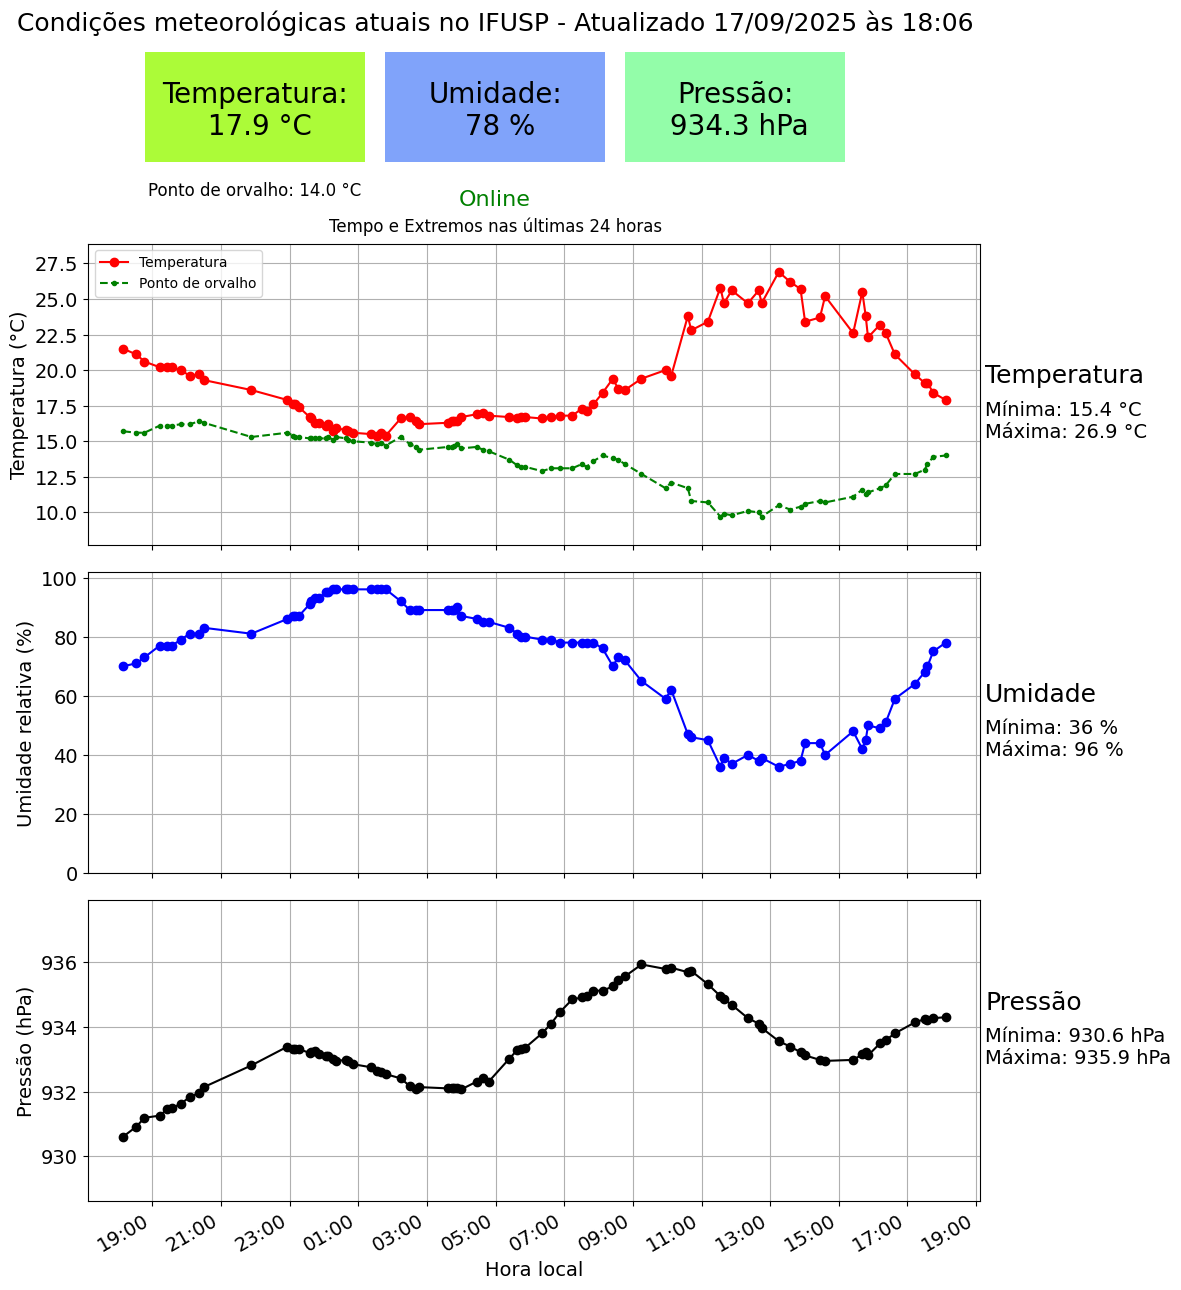 Condições meteorológicas atuais no IFUSP - Atualizado 17/09/2025 às 18:06
Temperatura:
17.9 °C
Umidade:
78 %
Pressão:
934.3 hPa
Ponto de orvalho: 14.0 °C
Online
Tempo e Extremos nas últimas 24 horas
Temperatura (°C)
27.5
25.0
22.5
20.0
17.5
15.0
12.5
10.0
Temperatura
Ponto de orvalho
Temperatura
Mínima: 15.4 °C
Máxima: 26.9 °C
Umidade relativa (%)
100
80
60
40
20
0
Umidade
Mínima: 36 %
Máxima: 96 %
Pressão (hPa)
936
934
932
930
Pressão
Mínima: 930.6 hPa
Máxima: 935.9 hPa
19:00
21:00
23:00
01:00
03:00
05:00
07:00
09:00
11:00
13:00
15:00
17:00
19:00
Hora local